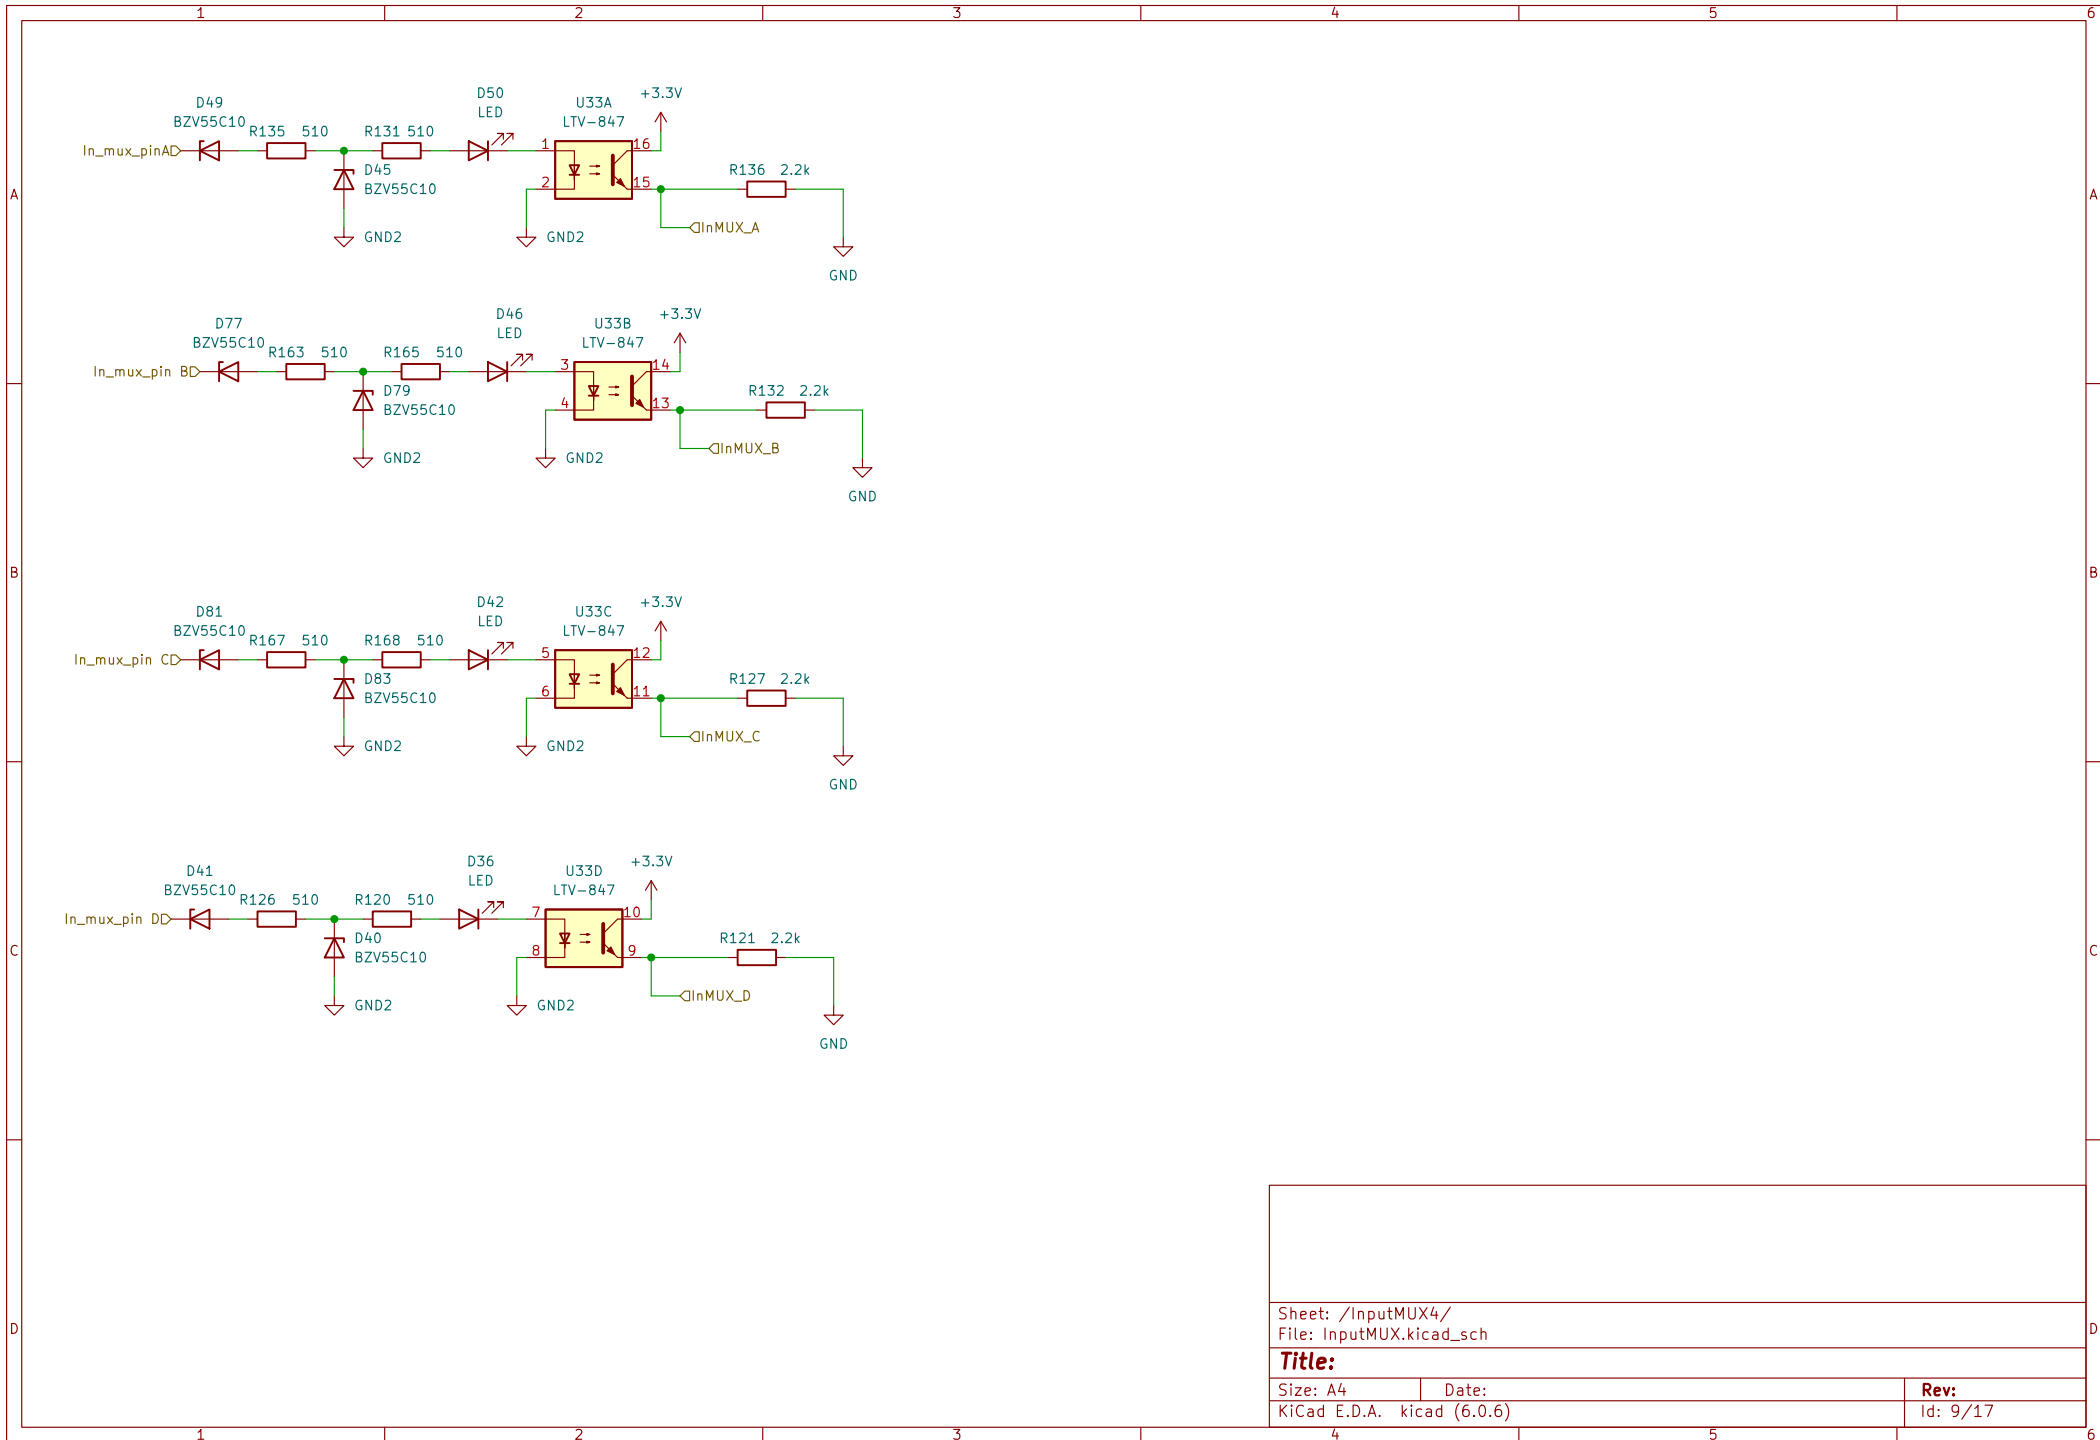 1 2 3 4 5 6
D49
BZV55C10
In_mux_pinA
R135 510
R131 510
D45
BZV55C10
GND2
D50
LED
U33A
LTV-847
1 16
2 15
GND2
+3.3V
R136 2.2k
InMUX_A
GND
A A
D77
BZV55C10
In_mux_pin B
R163 510
R165 510
D79
BZV55C10
GND2
D46
LED
U33B
LTV-847
3 14
4 13
GND2
+3.3V
R132 2.2k
InMUX_B
GND
B B
D81
BZV55C10
In_mux_pin C
R167 510
R168 510
D83
BZV55C10
GND2
D42
LED
U33C
LTV-847
5 12
6 11
GND2
+3.3V
R127 2.2k
InMUX_C
GND
C C
D41
BZV55C10
In_mux_pin D
R126 510
R120 510
D40
BZV55C10
GND2
D36
LED
U33D
LTV-847
7 10
8 9
GND2
+3.3V
R121 2.2k
InMUX_D
GND
D D
Sheet: /InputMUX4/
File: InputMUX.kicad_sch
Title:
Size: A4 Date: Rev:
KiCad E.D.A. kicad (6.0.6) Id: 9/17
1 2 3 4 5 6